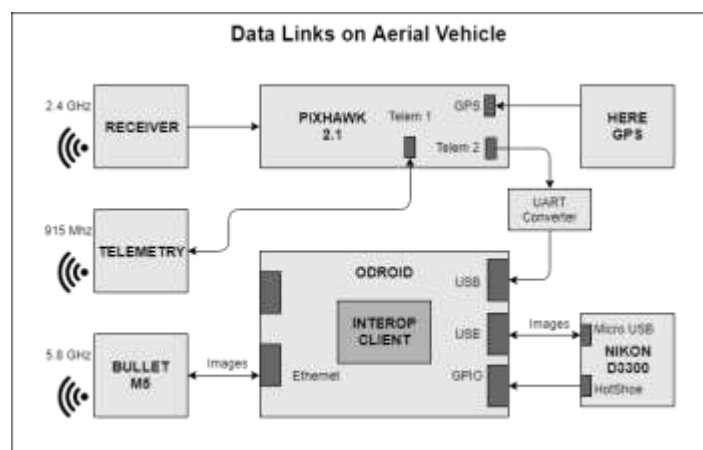 Data Links on Aerial Vehicle
2.4 GHz
RECEIVER
PIXHAWK
2.1
Telem 1
GPS
Telem 2
HERE
GPS
UART
Converter
915 Mhz
TELEMETRY
ODROID
USB
INTEROP
CLIENT
USE
Images
Micro USB
NIKON
D3300
5.8 GHz
BULLET
M5
Images
Ethernet
GPIO
HotShoe